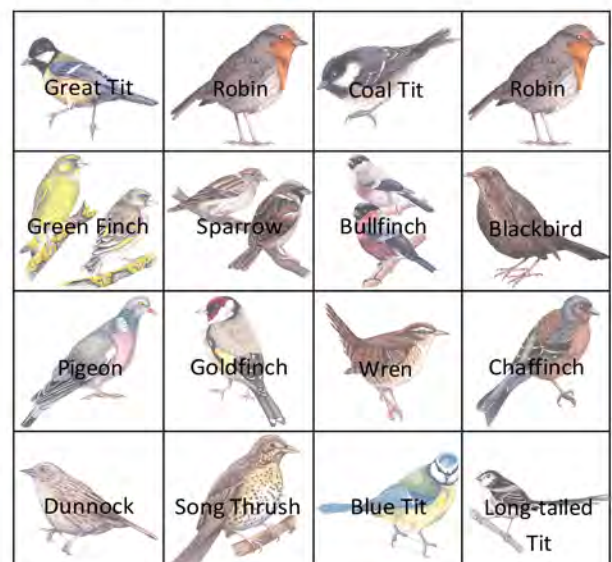 Great Tit
Robin
Coal Tit
Robin
Green Finch
Sparrow
Bullfinch
Blackbird
Pigeon
Goldfinch
Wren
Chaffinch
Dunnock
Song Thrush
Blue Tit
Long-tailed
Tit